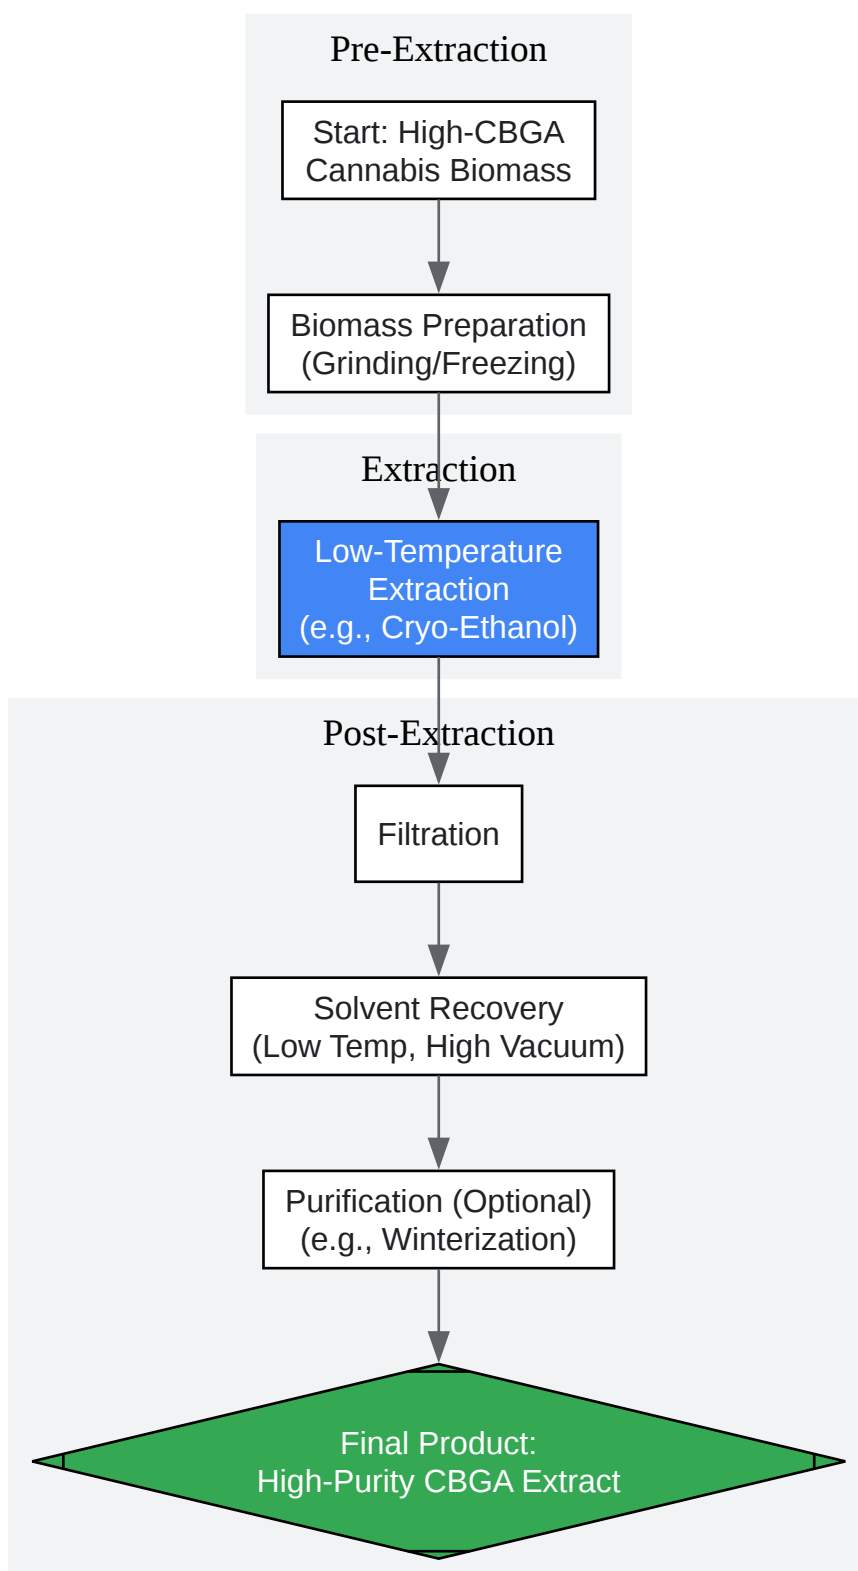 Pre-Extraction
Start: High-CBGA
Cannabis Biomass
Biomass Preparation
(Grinding/Freezing)
Extraction
Low-Temperature
Extraction
(e.g., Cryo-Ethanol)
Post-Extraction
Filtration
Solvent Recovery
(Low Temp, High Vacuum)
Purification (Optional)
(e.g., Winterization)
Final Product:
High-Purity CBGA Extract